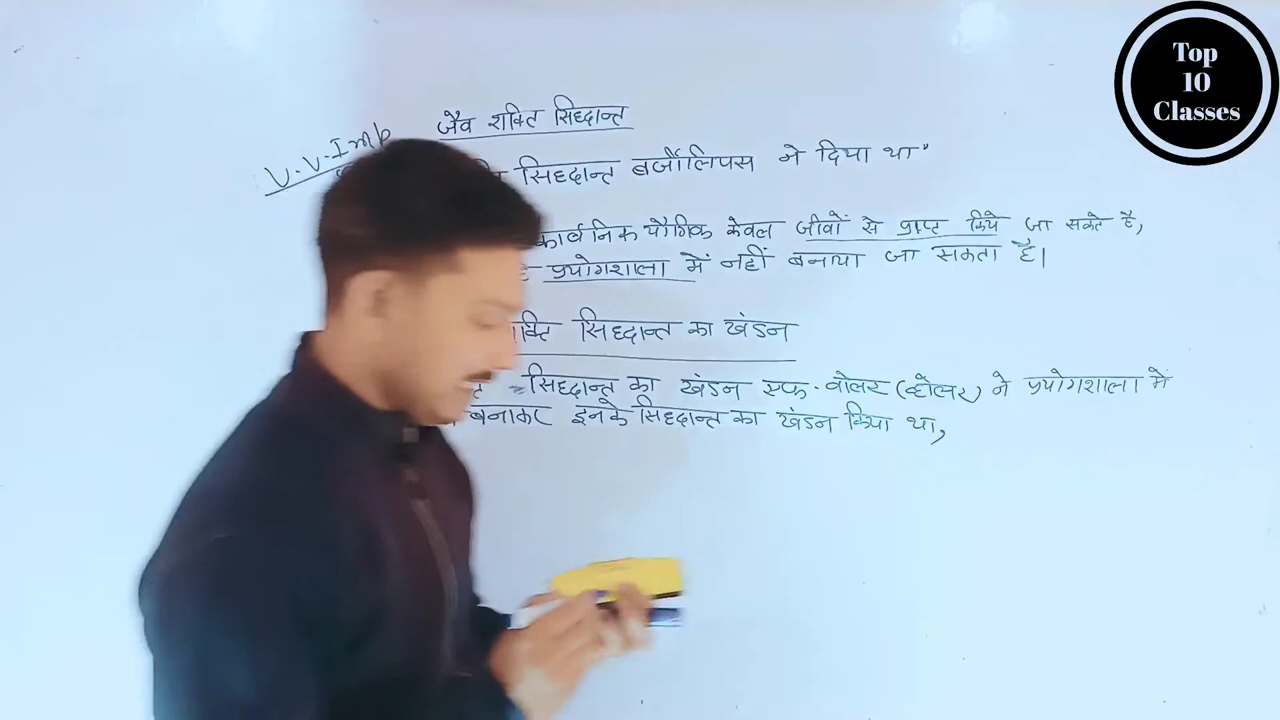 Top
10
Classes
V.V.Imp
जैव शक्ति सिद्धान्त
सिद्धान्त बर्जीलियस ने दिया था
कार्बनिक यौगिक केवल जीवों से प्राप्त किये जा सकते है,
प्रयोगशाला में नहीं बनाया जा सकता है।
सिद्धान्त का खंडन
सिद्धान्त का खंडन एफ. वोलर (व्होलर) ने प्रयोगशाला में
बनाकर इनके सिद्धान्त का खंडन किया था,